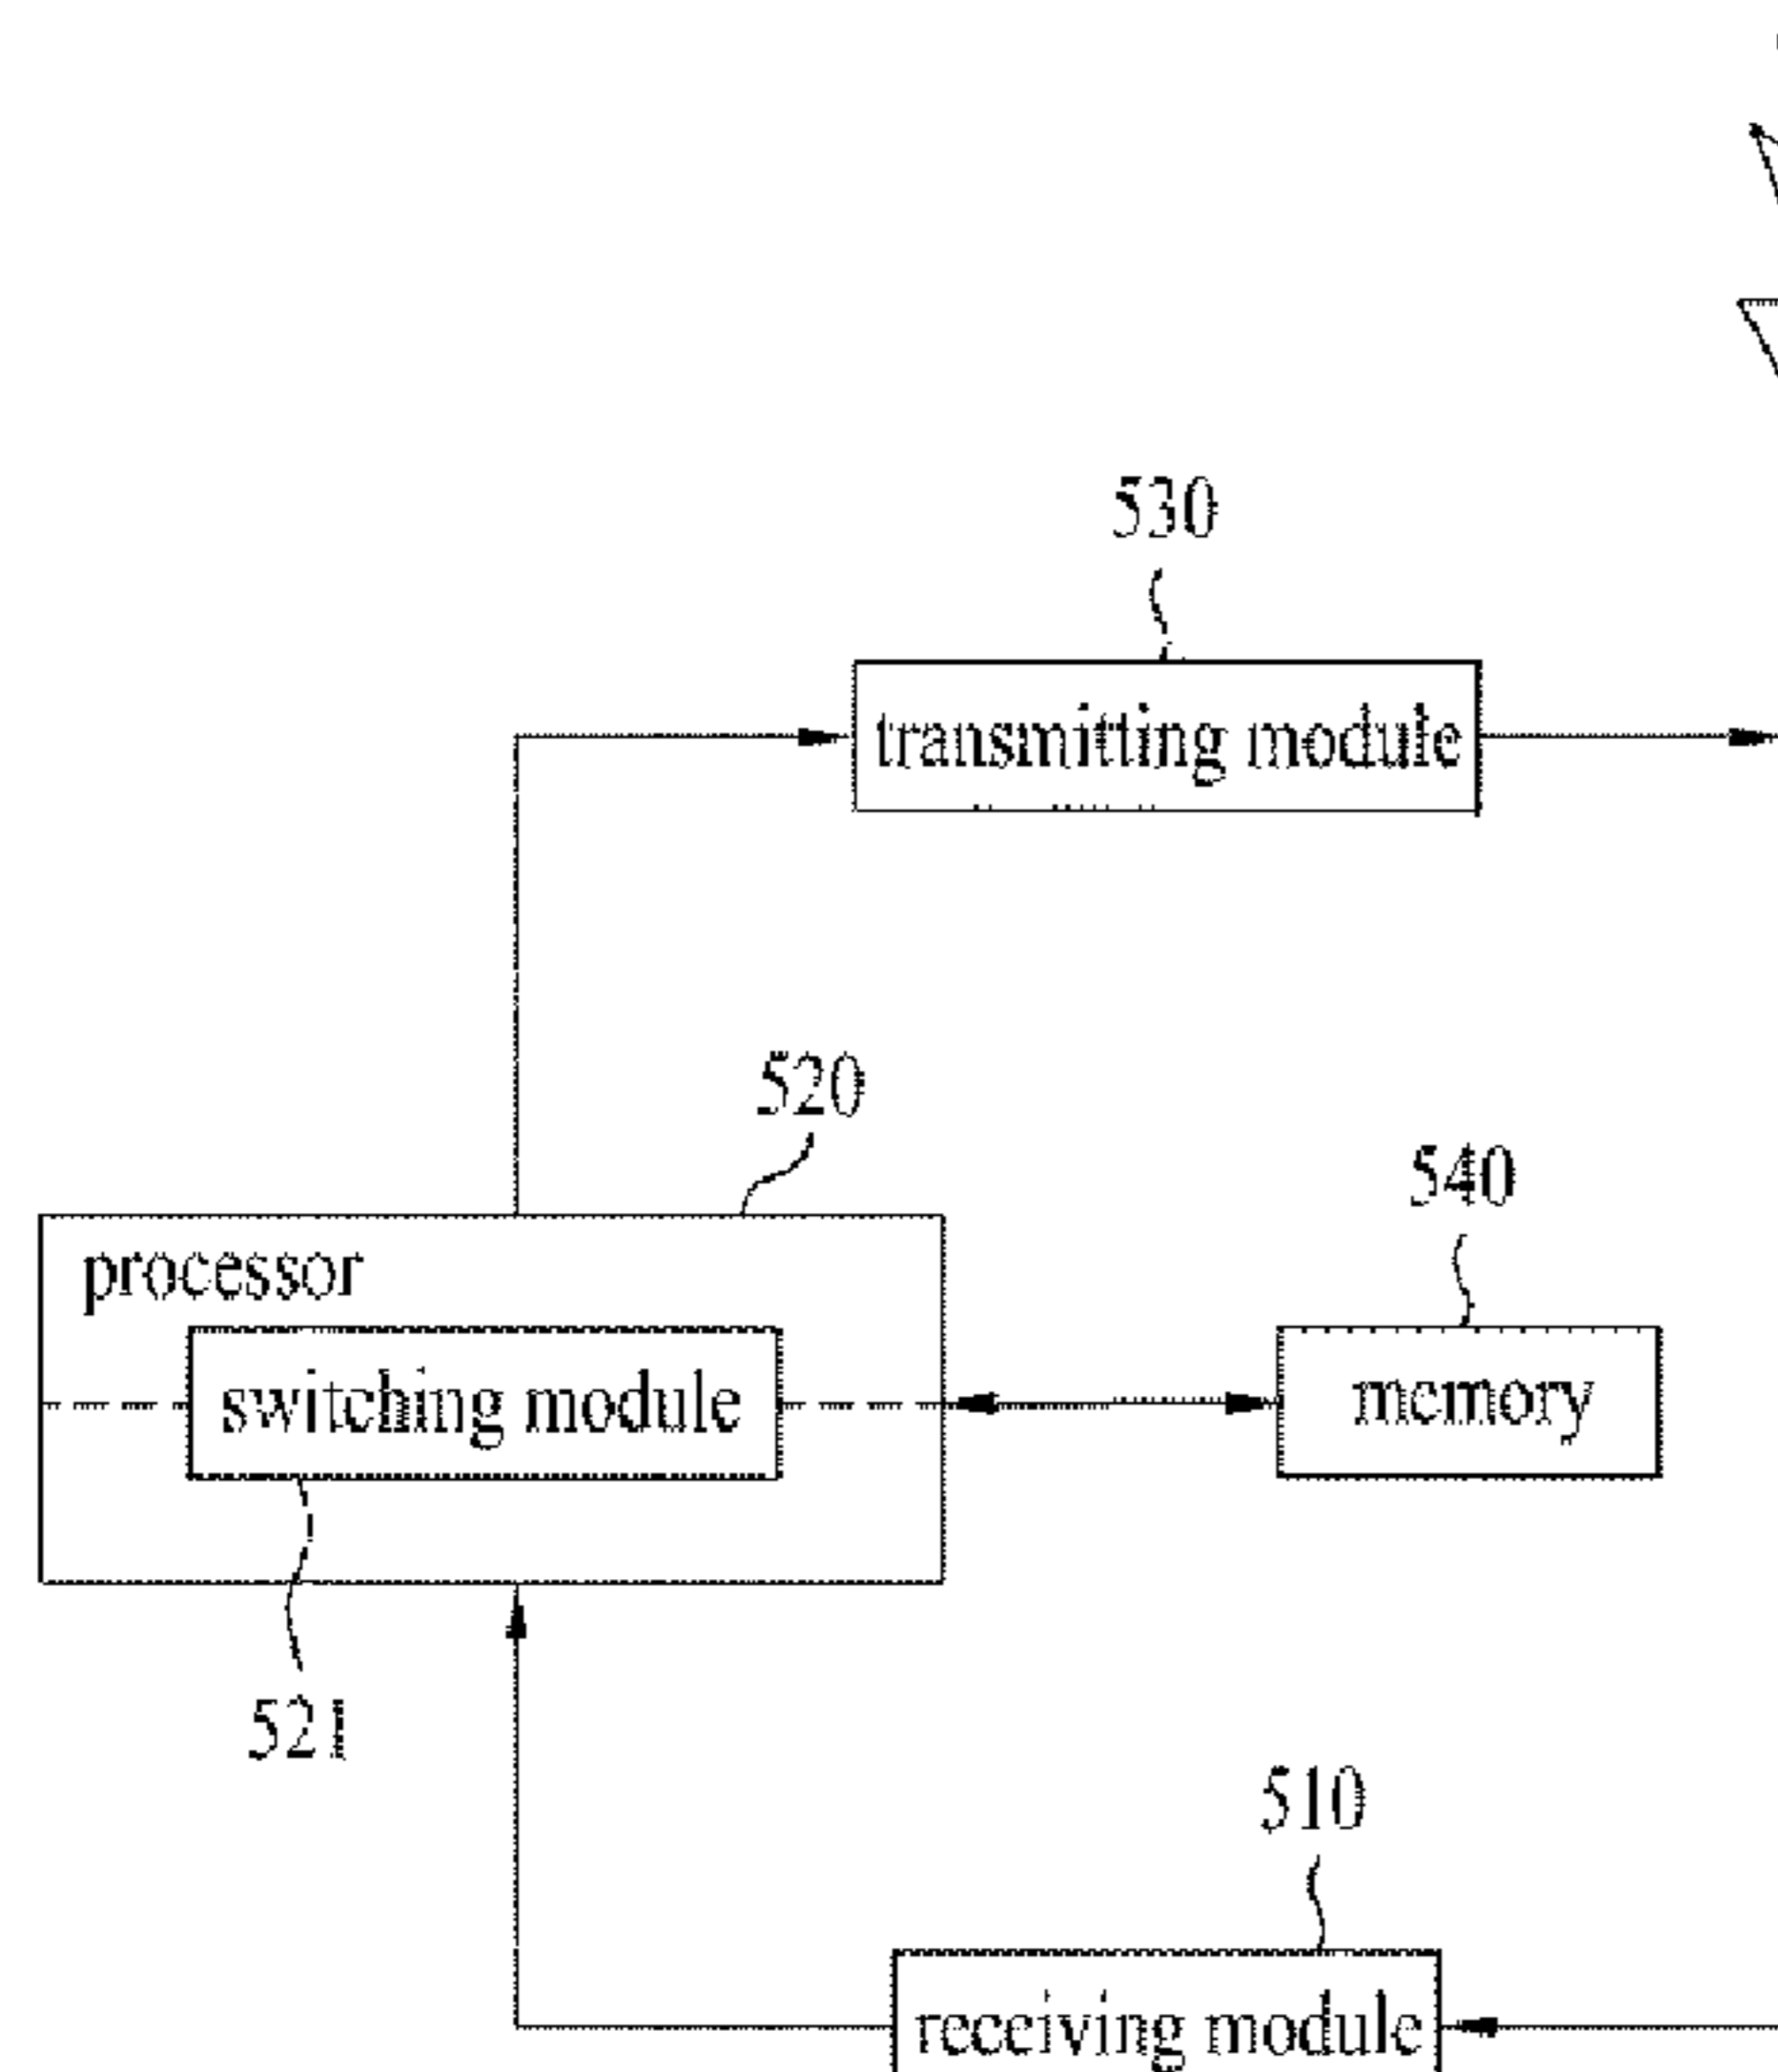 530
transmitting module
520
540
processor
switching module
memory
521
510
receiving module